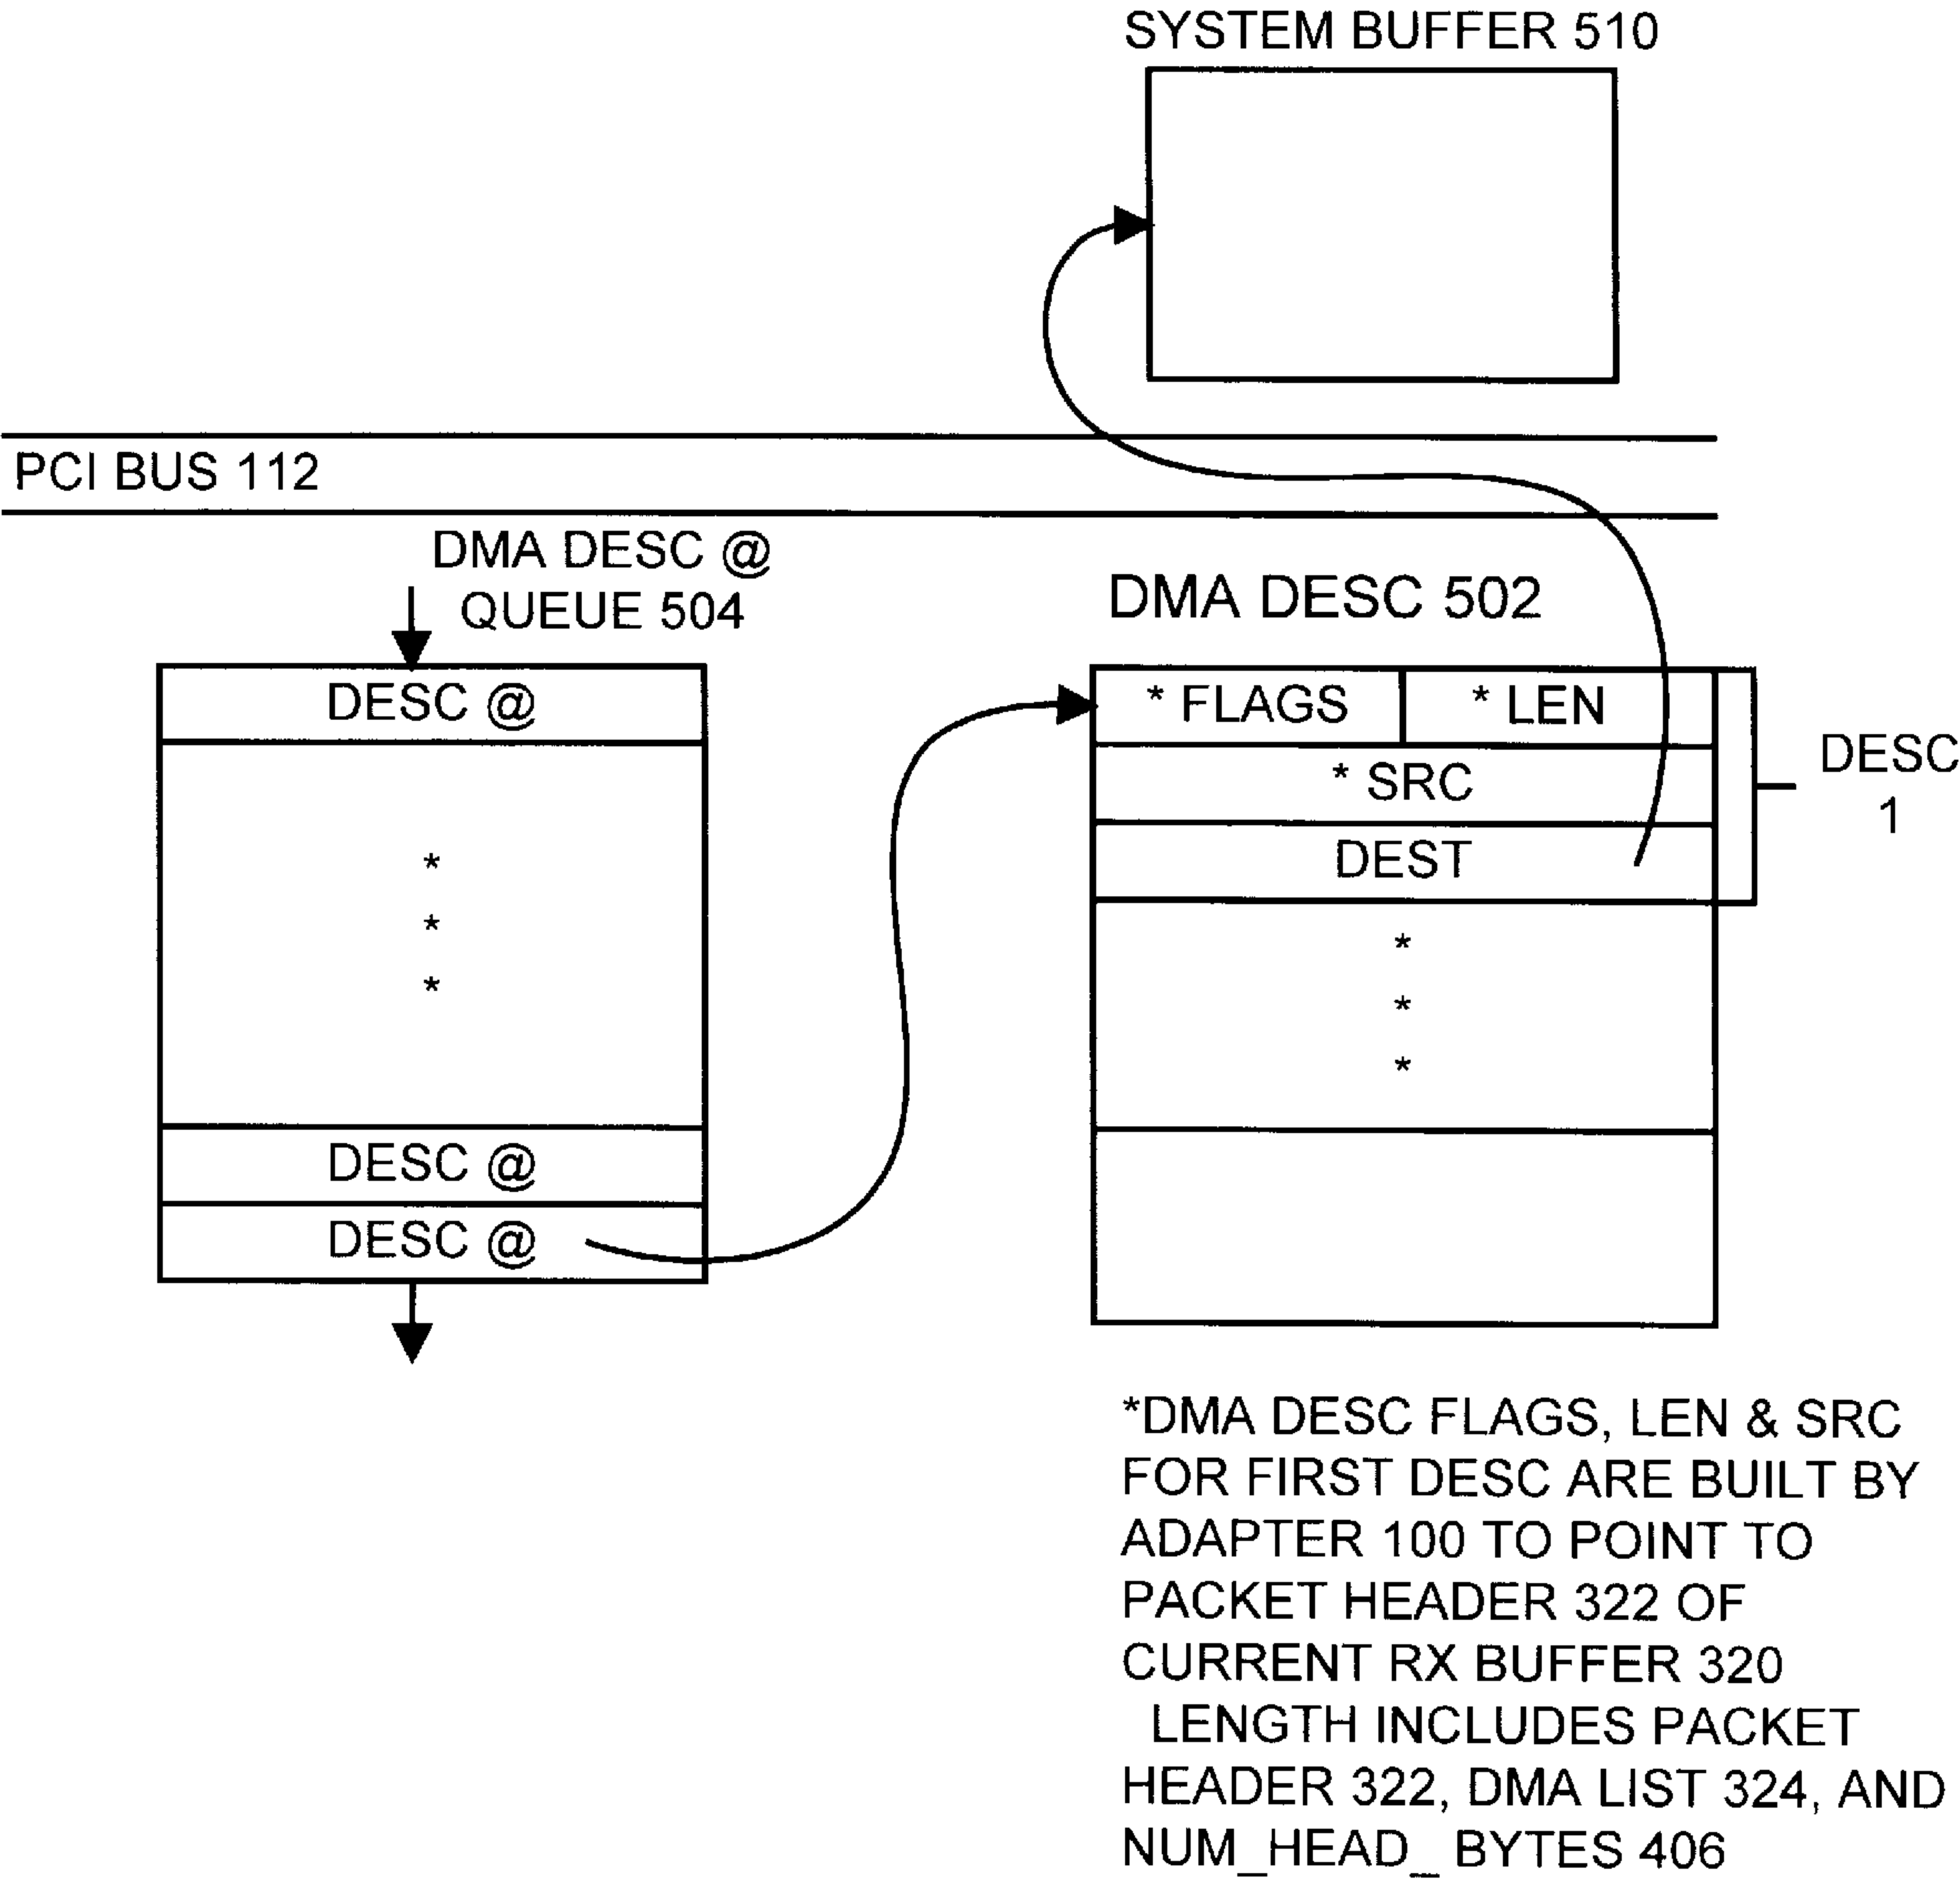 SYSTEM BUFFER 510
PCI BUS 112
DMA DESC @
QUEUE 504
DESC @
*
*
*
DESC @
DESC @
DMA DESC 502
* FLAGS
* LEN
* SRC
DEST
*
*
*
DESC
1
*DMA DESC FLAGS, LEN & SRC
FOR FIRST DESC ARE BUILT BY
ADAPTER 100 TO POINT TO
PACKET HEADER 322 OF
CURRENT RX BUFFER 320
LENGTH INCLUDES PACKET
HEADER 322, DMA LIST 324, AND
NUM_HEAD_ BYTES 406